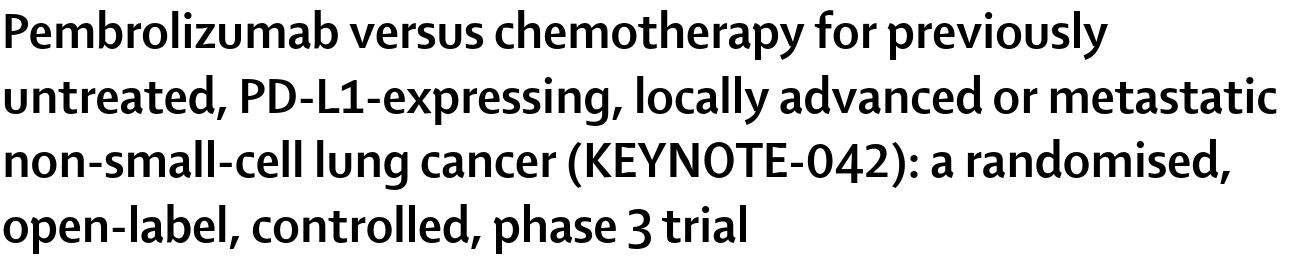 Pembrolizumab versus chemotherapy for previously
untreated, PD-L1-expressing, locally advanced or metastatic
non-small-cell lung cancer (KEYNOTE-042): a randomised,
open-label, controlled, phase 3 trial